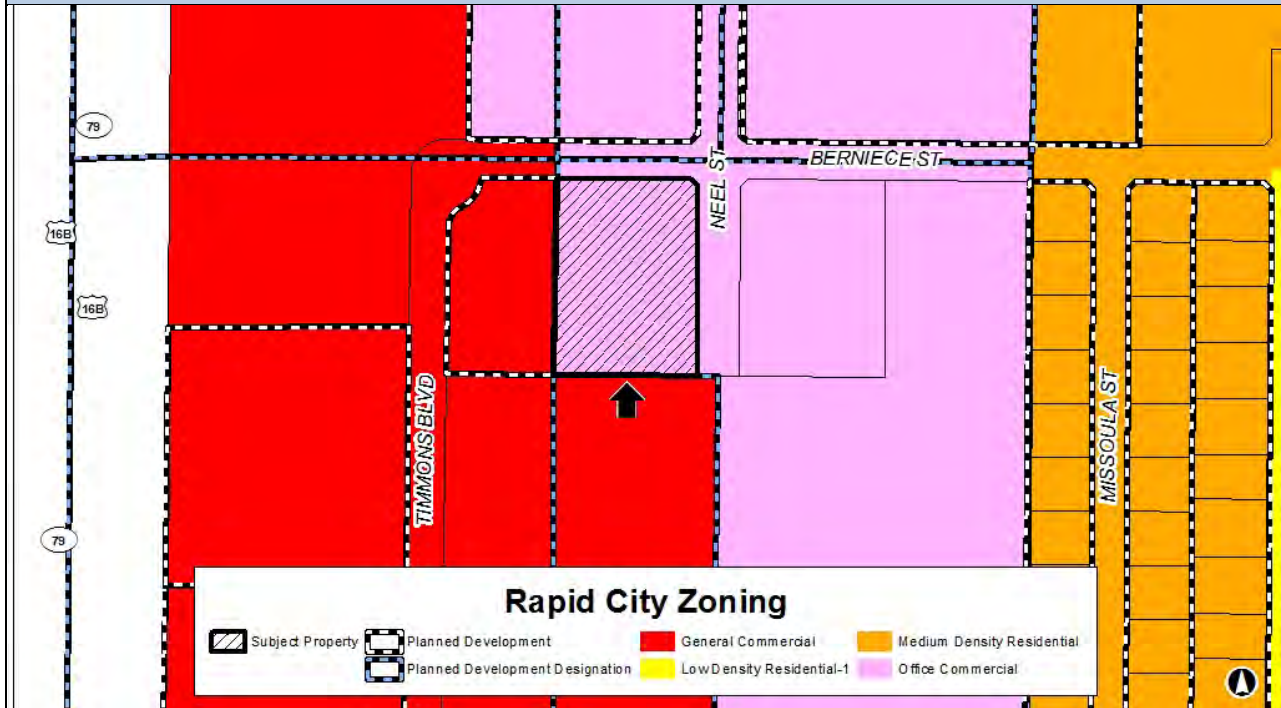 79
BERNIECE ST
NEEL ST
16B
16B
TIMMONS BLVD
MISSOULA ST
79
Rapid City Zoning
Subject Property Planned Development General Commercial Medium Density Residential
Planned Development Designation Low Density Residential-1 Office Commercial